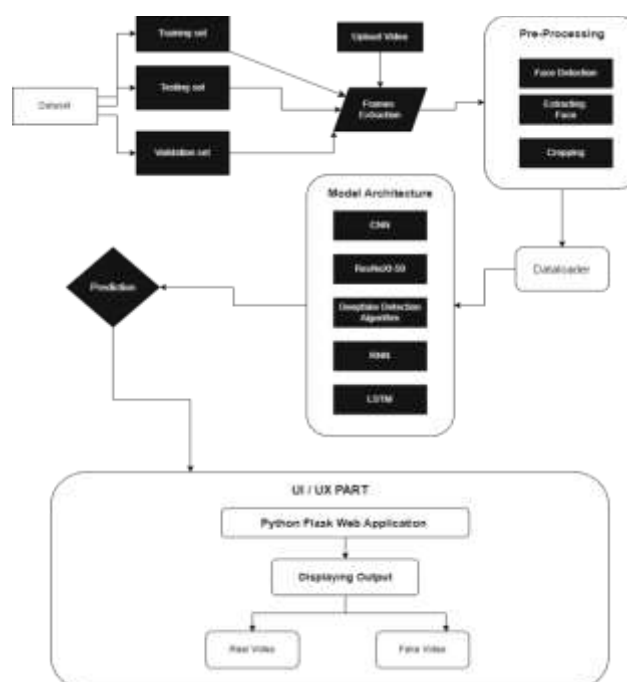 Training set
Upload Video
Pre-Processing
Dataset
Testing set
Frames
Extraction
Face Detection
Extracting
Face
Validation set
Cropping
Model Architecture
CNN
ResNeXt-50
Dataloader
Prediction
Deepfake Detection
Algorithm
RNN
LSTM
UI / UX PART
Python Flask Web Application
Displaying Output
Real Video
Fake Video